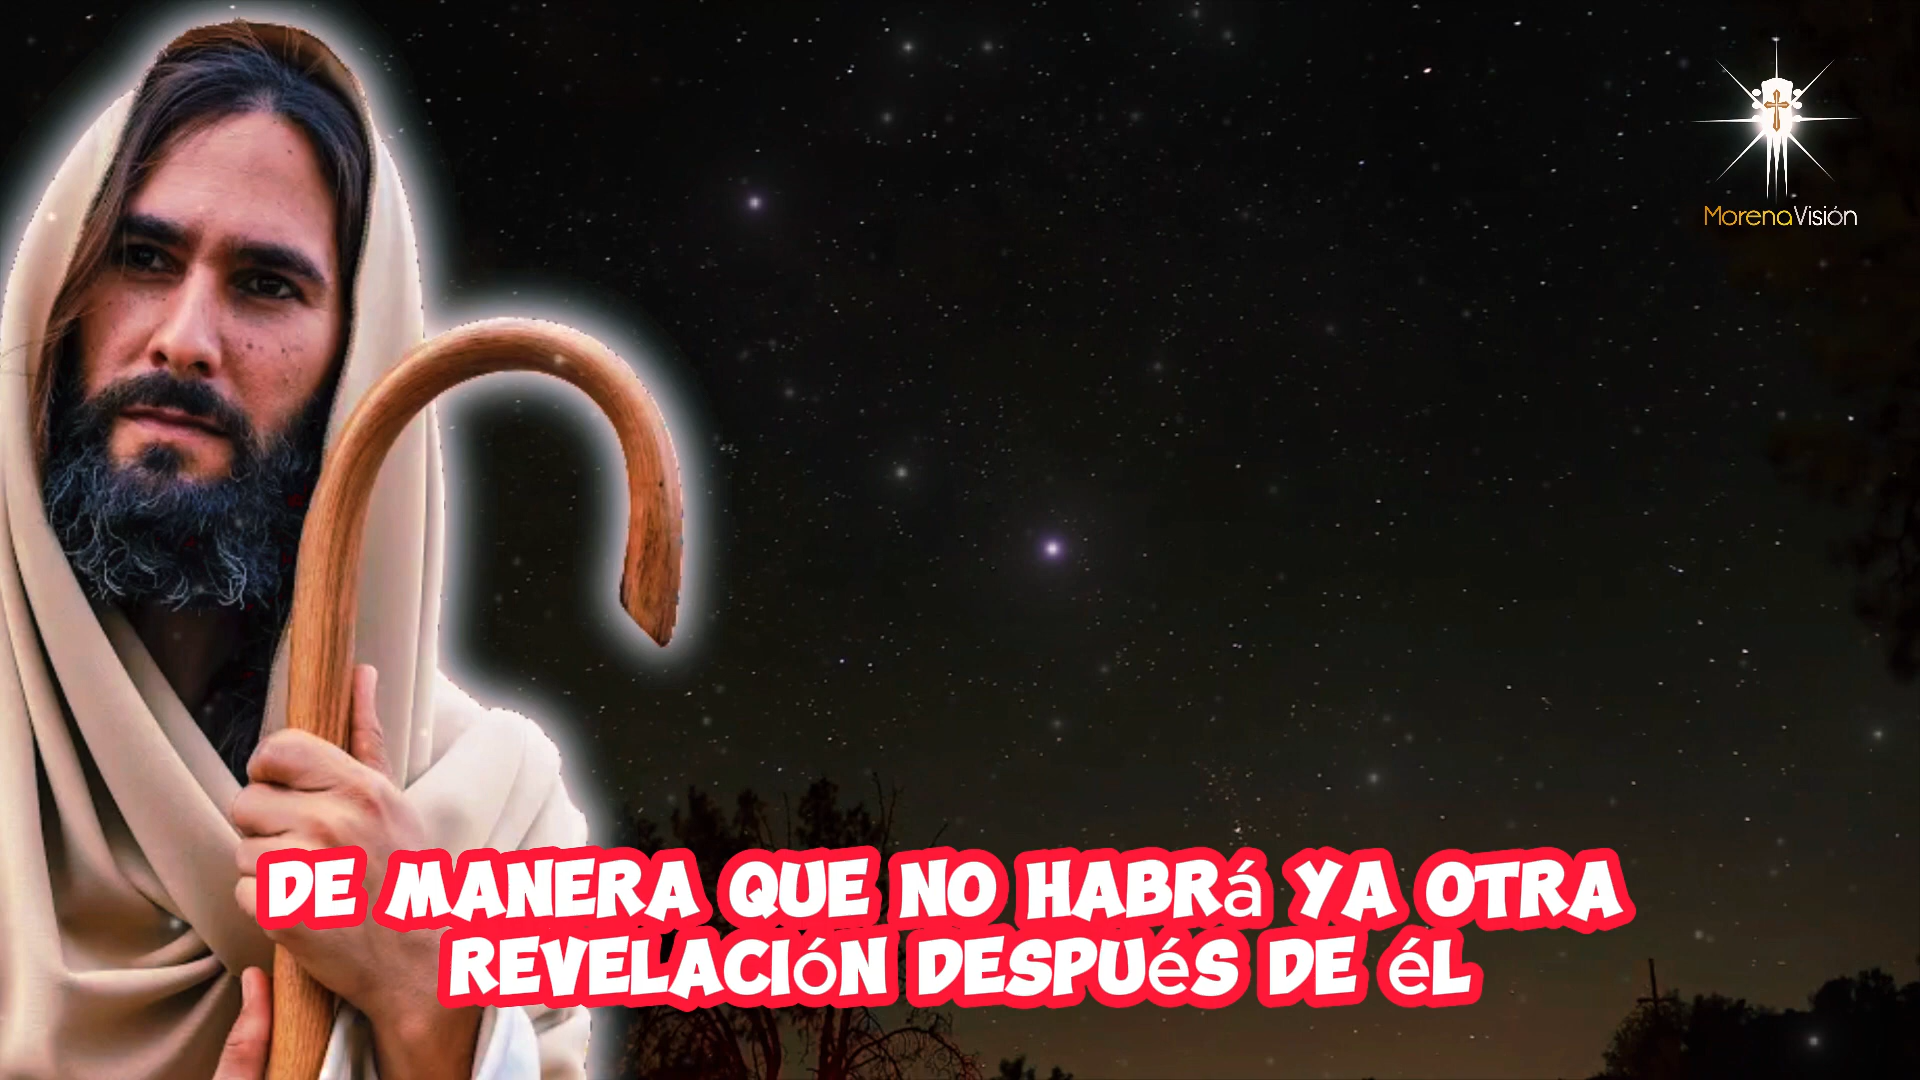 MorenaVisión
DE MANERA QUE NO HABRá YA OTRA
REVELACIóN DESPUéS DE éL